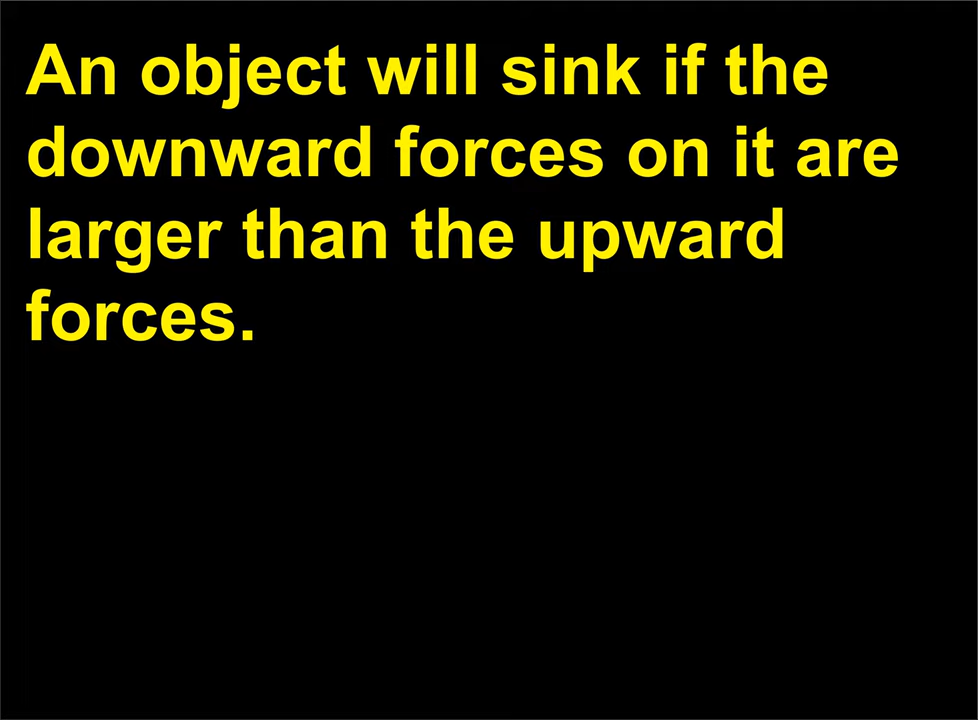 An object will sink if the
downward forces on it are
larger than the upward
forces.